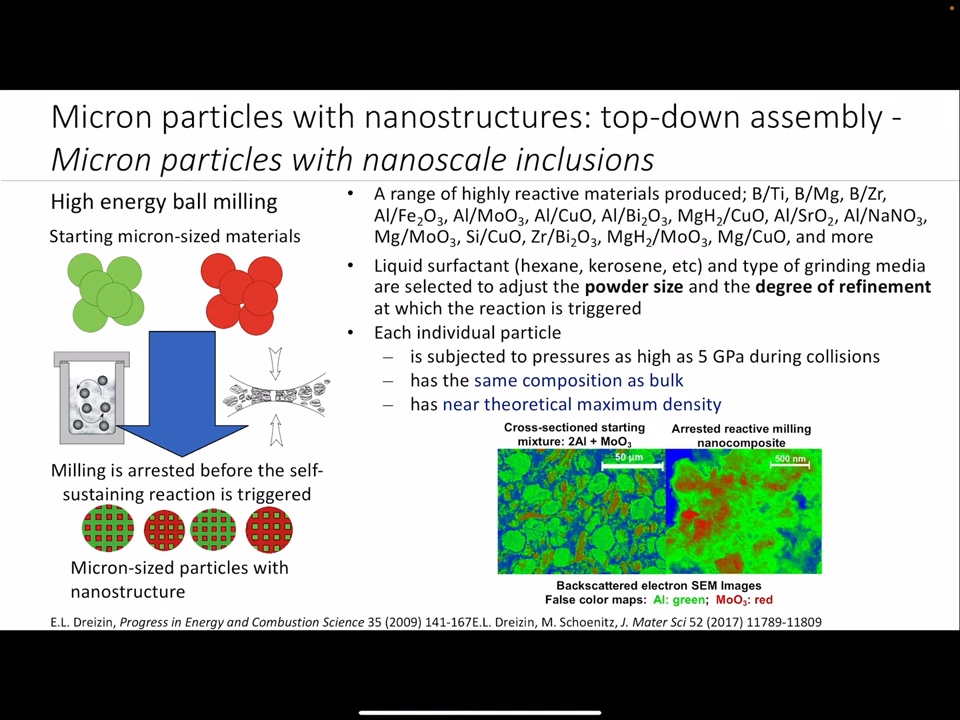 Micron particles with nanostructures: top-down assembly -
Micron particles with nanoscale inclusions
High energy ball milling
Starting micron-sized materials
Milling is arrested before the self-
sustaining reaction is triggered
Micron-sized particles with
nanostructure
• A range of highly reactive materials produced; B/Ti, B/Mg, B/Zr,
Al/Fe₂O₃, Al/MoO₃, Al/CuO, Al/Bi₂O₃, MgH₂/CuO, Al/SrO₂, Al/NaNO₃,
Mg/MoO₃, Si/CuO, Zr/Bi₂O₃, MgH₂/MoO₃, Mg/CuO, and more
• Liquid surfactant (hexane, kerosene, etc) and type of grinding media
are selected to adjust the powder size and the degree of refinement
at which the reaction is triggered
• Each individual particle
– is subjected to pressures as high as 5 GPa during collisions
– has the same composition as bulk
– has near theoretical maximum density
Cross-sectioned starting
mixture: 2Al + MoO₃
50 µm
Arrested reactive milling
nanocomposite
500 nm
Backscattered electron SEM Images
False color maps: Al: green; MoO₃: red
E.L. Dreizin, Progress in Energy and Combustion Science 35 (2009) 141-167E.L. Dreizin, M. Schoenitz, J. Mater Sci 52 (2017) 11789-11809